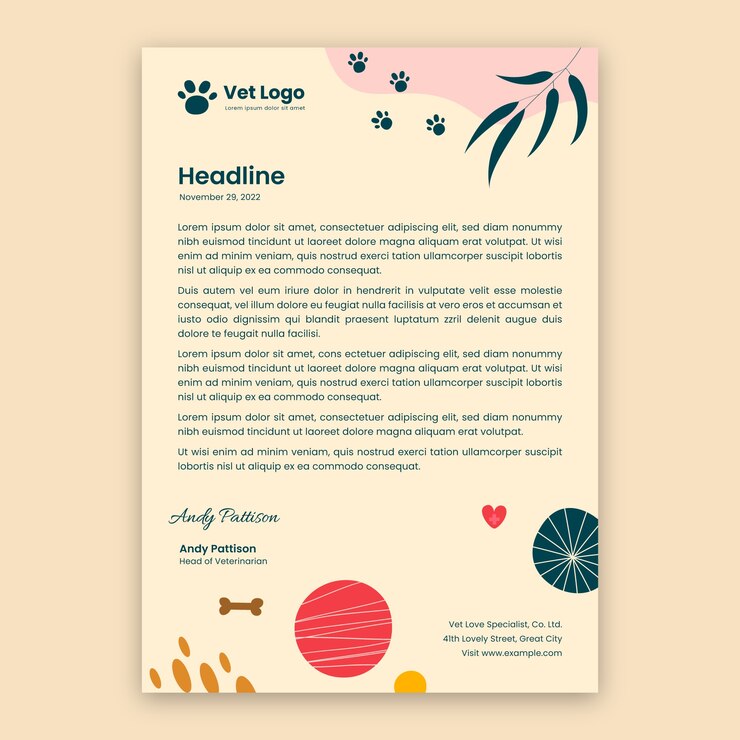 Vet Logo
Lorem ipsum dolor sit amet
Headline
November 29, 2022
Lorem ipsum dolor sit amet, consectetuer adipiscing elit, sed diam nonummy
nibh euismod tincidunt ut laoreet dolore magna aliquam erat volutpat. Ut wisi
enim ad minim veniam, quis nostrud exerci tation ullamcorper suscipit lobortis
nisl ut aliquip ex ea commodo consequat.
Duis autem vel eum iriure dolor in hendrerit in vulputate velit esse molestie
consequat, vel illum dolore eu feugiat nulla facilisis at vero eros et accumsan et
iusto odio dignissim qui blandit praesent luptatum zzril delenit augue duis
dolore te feugait nulla facilisi.
Lorem ipsum dolor sit amet, cons ectetuer adipiscing elit, sed diam nonummy
nibh euismod tincidunt ut laoreet dolore magna aliquam erat volutpat. Ut wisi
enim ad minim veniam, quis nostrud exerci tation ullamcorper suscipit lobortis
nisl ut aliquip ex ea commodo consequat.
Lorem ipsum dolor sit amet, consectetuer adipiscing elit, sed diam nonummy
nibh euismod tincidunt ut laoreet dolore magna aliquam erat volutpat.
Ut wisi enim ad minim veniam, quis nostrud exerci tation ullamcorper suscipit
lobortis nisl ut aliquip ex ea commodo consequat.
Andy Pattison
Andy Pattison
Head of Veterinarian
Vet Love Specialist, Co. Ltd.
41th Lovely Street, Great City
Visit www.example.com